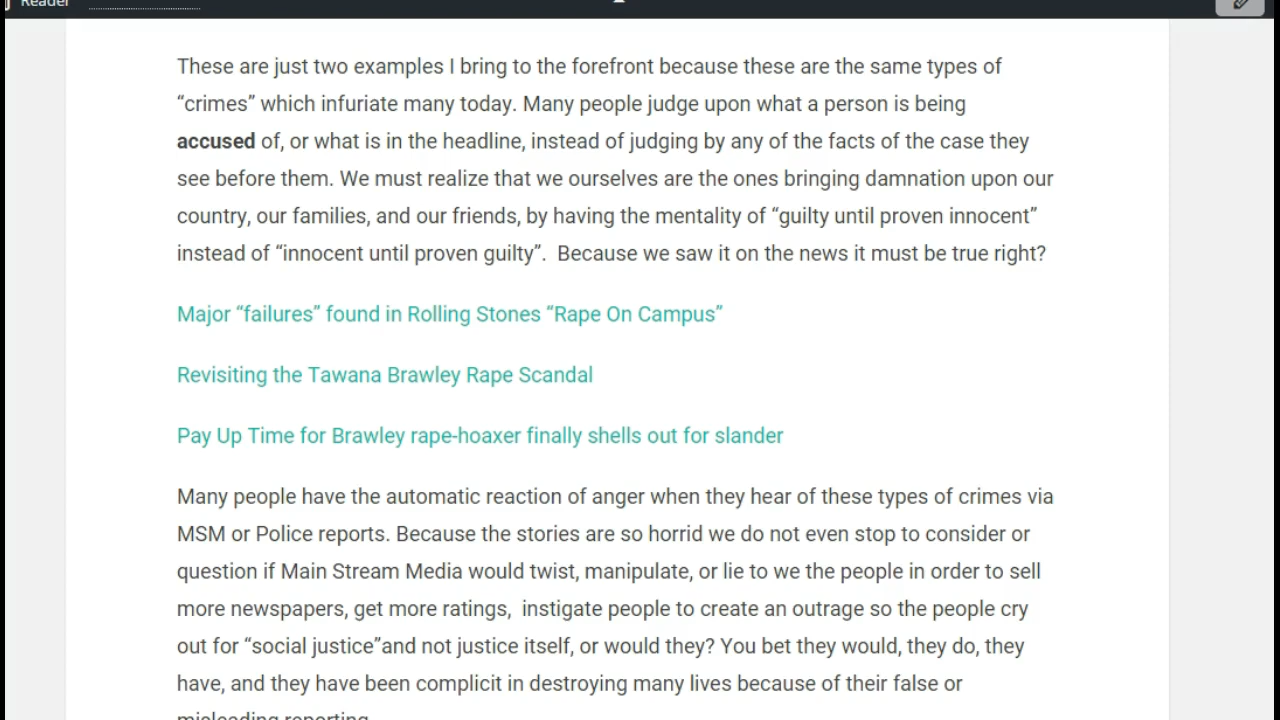 Reader
These are just two examples I bring to the forefront because these are the same types of
“crimes” which infuriate many today. Many people judge upon what a person is being
accused of, or what is in the headline, instead of judging by any of the facts of the case they
see before them. We must realize that we ourselves are the ones bringing damnation upon our
country, our families, and our friends, by having the mentality of “guilty until proven innocent”
instead of “innocent until proven guilty”.  Because we saw it on the news it must be true right?
Major “failures” found in Rolling Stones “Rape On Campus”
Revisiting the Tawana Brawley Rape Scandal
Pay Up Time for Brawley rape-hoaxer finally shells out for slander
Many people have the automatic reaction of anger when they hear of these types of crimes via
MSM or Police reports. Because the stories are so horrid we do not even stop to consider or
question if Main Stream Media would twist, manipulate, or lie to we the people in order to sell
more newspapers, get more ratings,  instigate people to create an outrage so the people cry
out for “social justice”and not justice itself, or would they? You bet they would, they do, they
have, and they have been complicit in destroying many lives because of their false or
misleading reporting.